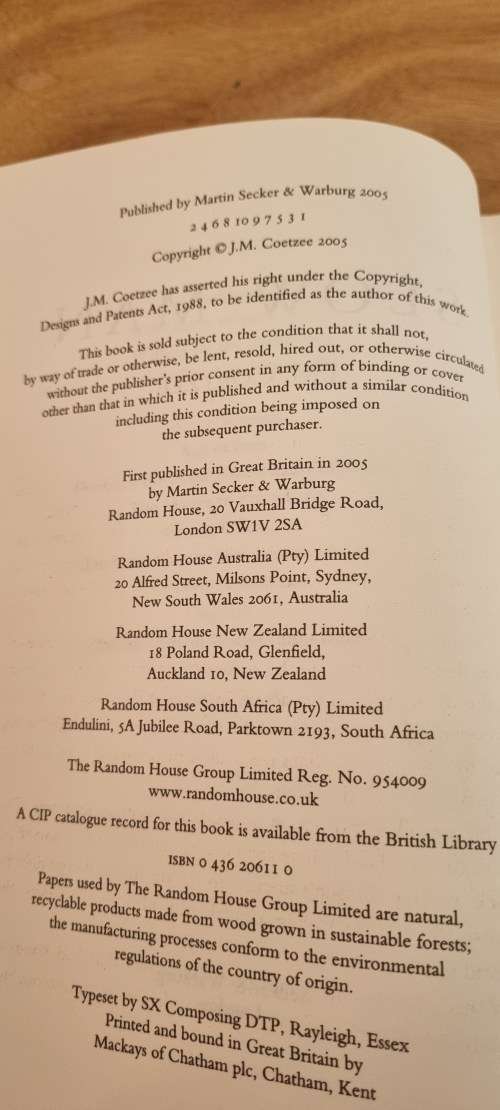 Published by Martin Secker & Warburg 2005
2 4 6 8 10 9 7 5 3 1
Copyright © J.M. Coetzee 2005
J.M. Coetzee has asserted his right under the Copyright,
Designs and Patents Act, 1988, to be identified as the author of this work.
This book is sold subject to the condition that it shall not,
by way of trade or otherwise, be lent, resold, hired out, or otherwise circulated
without the publisher's prior consent in any form of binding or cover
other than that in which it is published and without a similar condition
including this condition being imposed on
the subsequent purchaser.
First published in Great Britain in 2005
by Martin Secker & Warburg
Random House, 20 Vauxhall Bridge Road,
London SW1V 2SA
Random House Australia (Pty) Limited
20 Alfred Street, Milsons Point, Sydney,
New South Wales 2061, Australia
Random House New Zealand Limited
18 Poland Road, Glenfield,
Auckland 10, New Zealand
Random House South Africa (Pty) Limited
Endulini, 5A Jubilee Road, Parktown 2193, South Africa
The Random House Group Limited Reg. No. 954009
www.randomhouse.co.uk
A CIP catalogue record for this book is available from the British Library
ISBN 0 436 20611 0
Papers used by The Random House Group Limited are natural,
recyclable products made from wood grown in sustainable forests;
the manufacturing processes conform to the environmental
regulations of the country of origin.
Typeset by SX Composing DTP, Rayleigh, Essex
Printed and bound in Great Britain by
Mackays of Chatham plc, Chatham, Kent